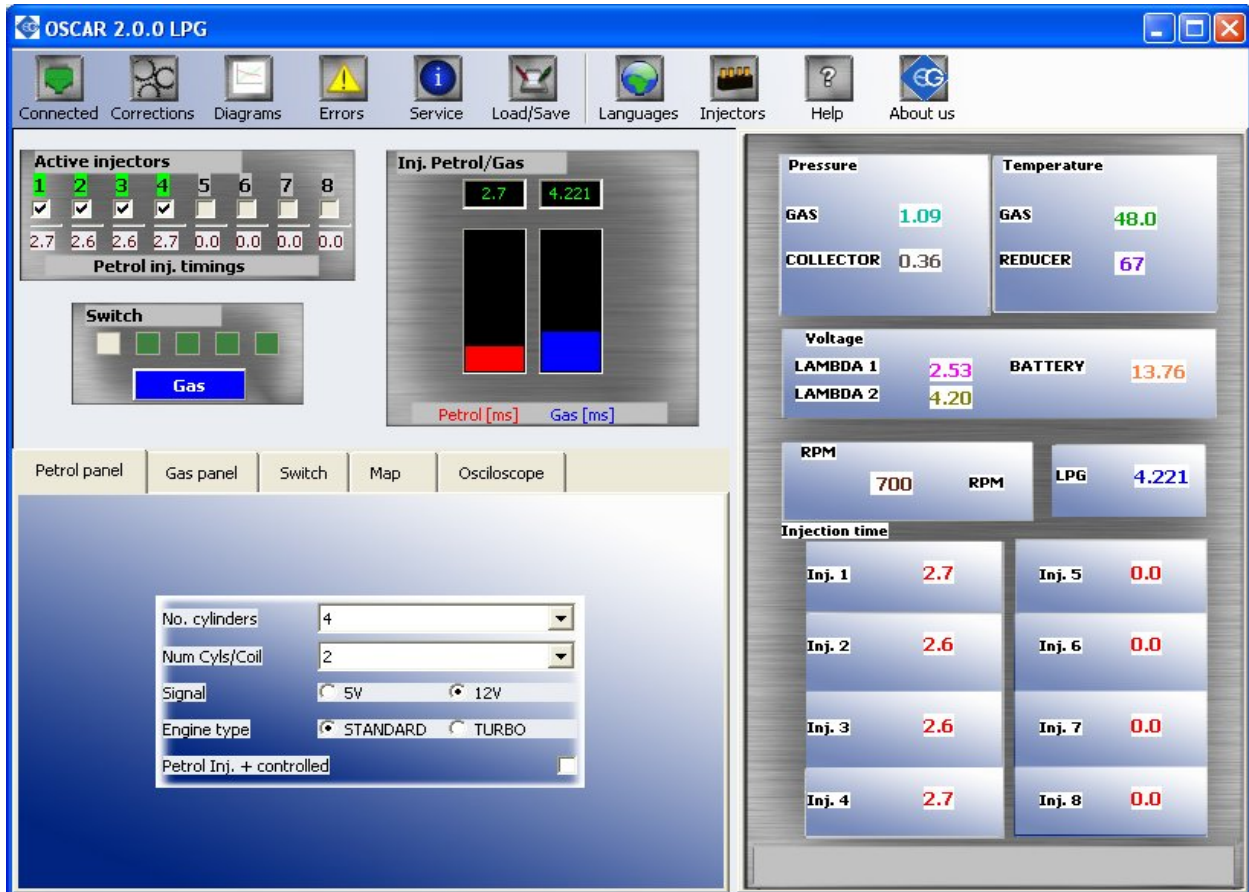 OSCAR 2.0.0 LPG
Connected Corrections Diagrams Errors Service Load/Save Languages Injectors Help About us
Active injectors
1 2 3 4 5 6 7 8
2.7 2.6 2.6 2.7 0.0 0.0 0.0 0.0
Petrol inj. timings
Switch
Gas
Inj. Petrol/Gas
2.7 4.221
Petrol [ms] Gas [ms]
Petrol panel Gas panel Switch Map Osciloscope
No. cylinders 4
Num Cyls/Coil 2
Signal 5V 12V
Engine type STANDARD TURBO
Petrol Inj. + controlled
Pressure
GAS 1.09
COLLECTOR 0.36
Temperature
GAS 48.0
REDUCER 67
Voltage
LAMBDA 1 2.53 BATTERY 13.76
LAMBDA 2 4.20
RPM
700 RPM
LPG 4.221
Injection time
Inj. 1 2.7 Inj. 5 0.0
Inj. 2 2.6 Inj. 6 0.0
Inj. 3 2.6 Inj. 7 0.0
Inj. 4 2.7 Inj. 8 0.0